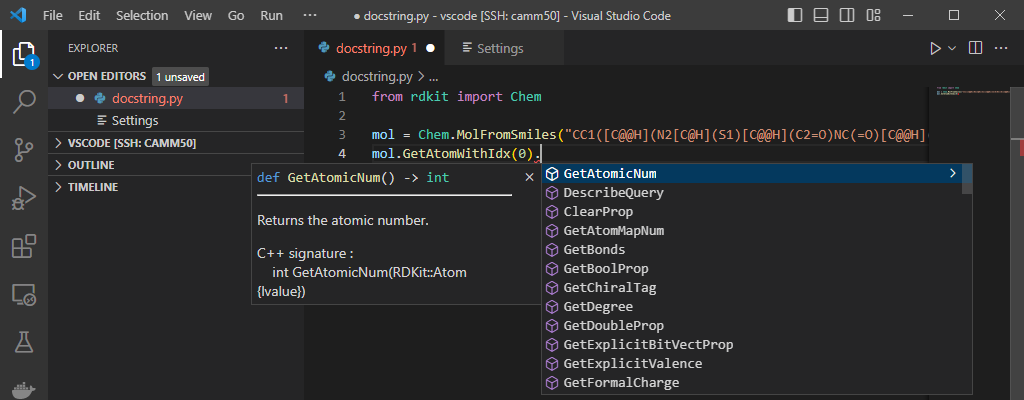 File Edit Selection View Go Run ··· ● docstring.py - vscode [SSH: camm50] - Visual Studio Code
EXPLORER ···
OPEN EDITORS 1 unsaved
● docstring.py 1
Settings
VSCODE [SSH: CAMM50]
OUTLINE
TIMELINE
1
docstring.py 1 ●
Settings
docstring.py > ...
1 from rdkit import Chem
2
3 mol = Chem.MolFromSmiles("CC1([C@@H](N2[C@H](S1)[C@@H](C2=O)NC(=O)[C@@H](
4 mol.GetAtomWithIdx(0).
def GetAtomicNum() -> int
Returns the atomic number.
C++ signature :
int GetAtomicNum(RDKit::Atom
{lvalue})
GetAtomicNum
DescribeQuery
ClearProp
GetAtomMapNum
GetBonds
GetBoolProp
GetChiralTag
GetDegree
GetDoubleProp
GetExplicitBitVectProp
GetExplicitValence
GetFormalCharge